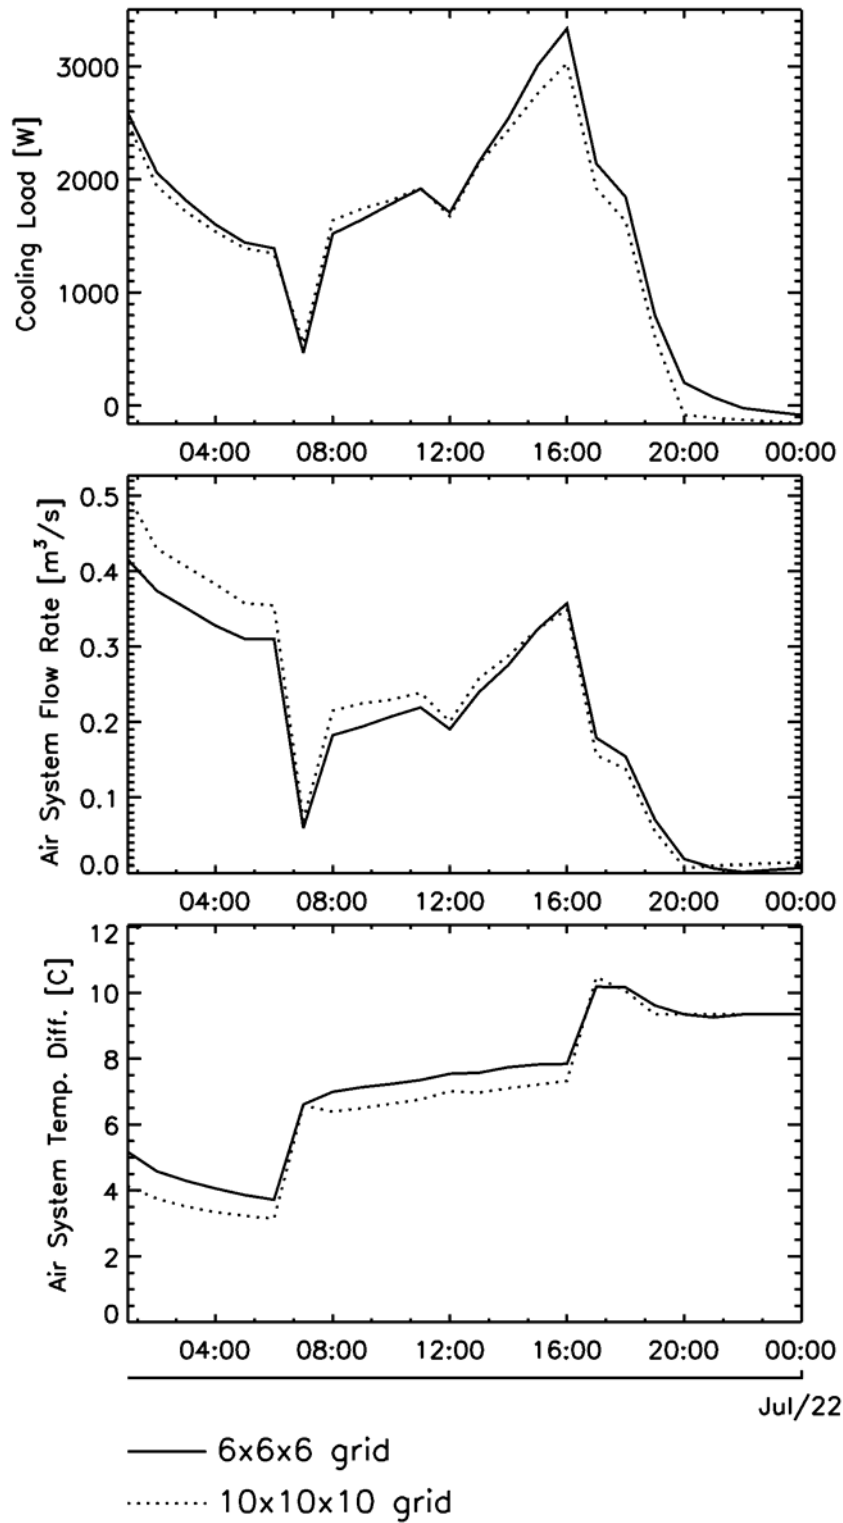 Cooling Load [W]
3000
2000
1000
0
04:00 08:00 12:00 16:00 20:00 00:00
Air System Flow Rate [m³/s]
0.5
0.4
0.3
0.2
0.1
0.0
04:00 08:00 12:00 16:00 20:00 00:00
Air System Temp. Diff. [C]
12
10
8
6
4
2
0
04:00 08:00 12:00 16:00 20:00 00:00
Jul/22
6x6x6 grid
10x10x10 grid